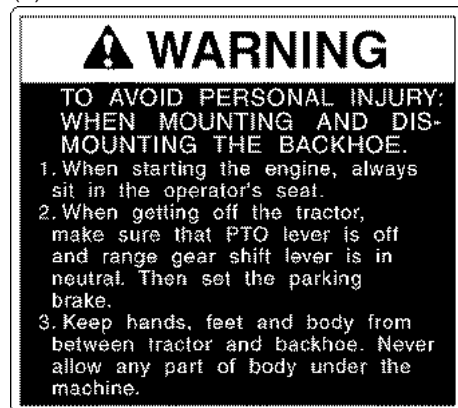 WARNING
TO AVOID PERSONAL INJURY:
WHEN MOUNTING AND DIS-
MOUNTING THE BACKHOE.
1. When starting the engine, always
sit in the operator's seat.
2. When getting off the tractor,
make sure that PTO lever is off
and range gear shift lever is in
neutral. Then set the parking
brake.
3. Keep hands, feet and body from
between tractor and backhoe. Never
allow any part of body under the
machine.